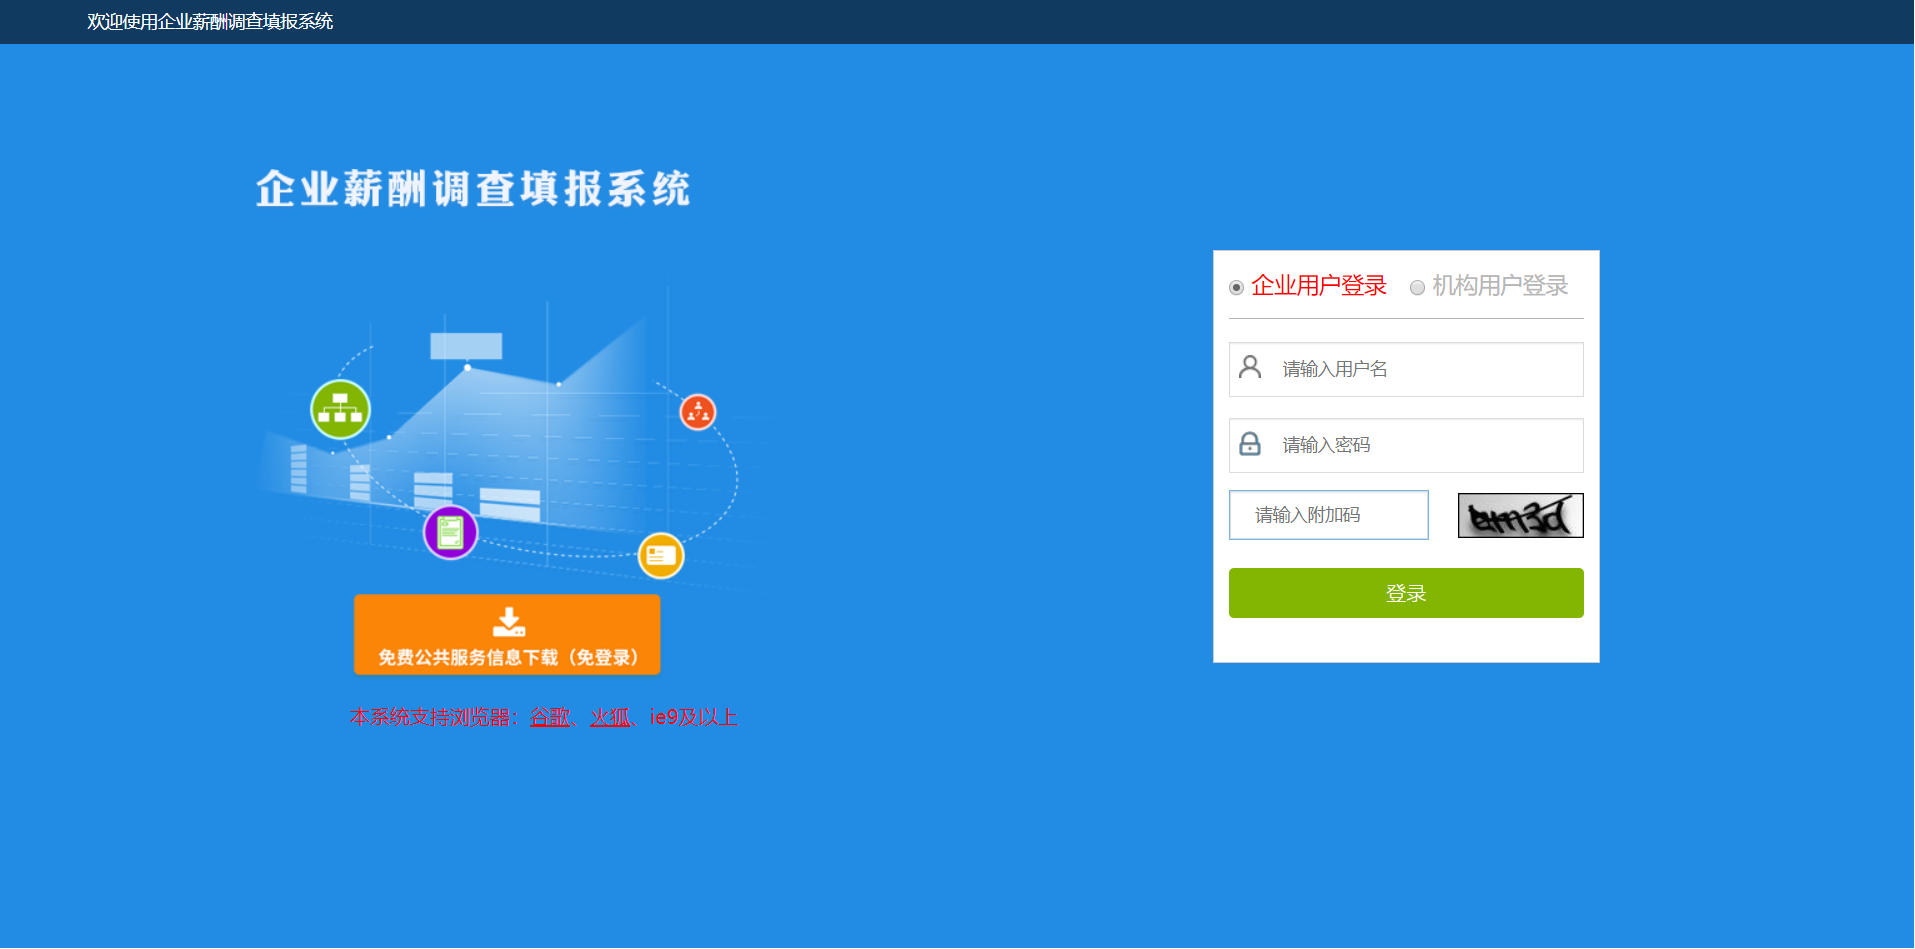 欢迎使用企业薪酬调查填报系统
企业薪酬调查填报系统
企业用户登录 机构用户登录
请输入用户名
请输入密码
请输入附加码
登录
免费公共服务信息下载（免登录）
本系统支持浏览器：谷歌、火狐、ie9及以上